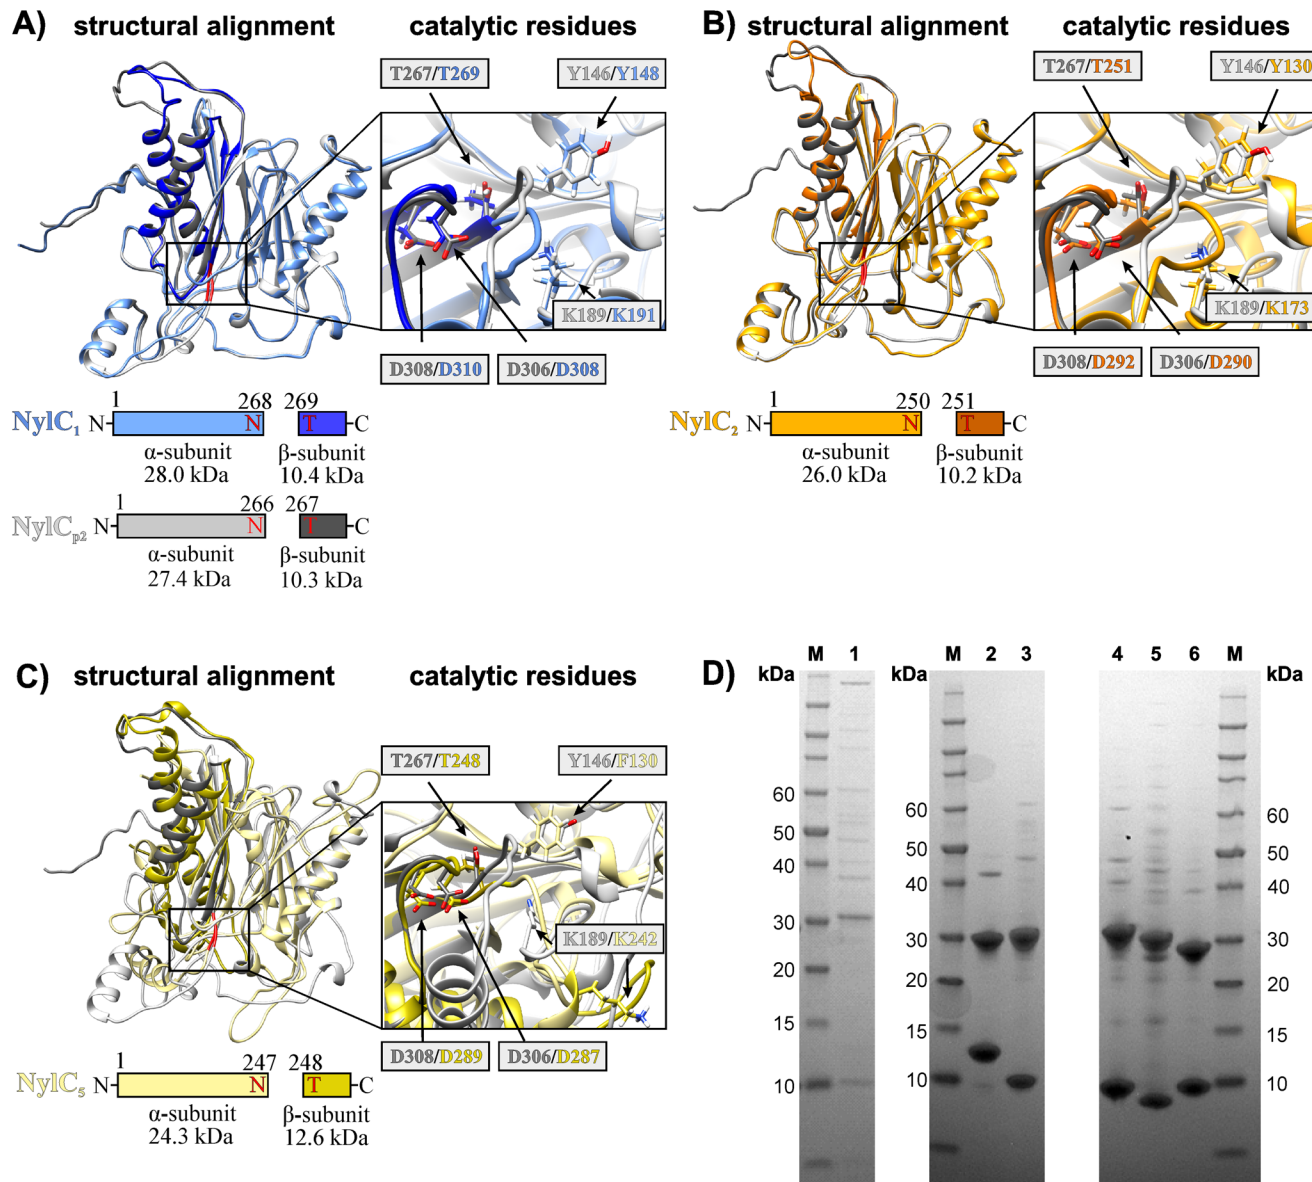 A)
structural alignment
catalytic residues
T267/T269
Y146/Y148
K189/K191
D308/D310
D306/D308
NylC1
N
1
268
N
269
T
C
α-subunit
28.0 kDa
β-subunit
10.4 kDa
NylCp2
N
1
266
N
267
T
C
α-subunit
27.4 kDa
β-subunit
10.3 kDa
B)
structural alignment
catalytic residues
T267/T251
Y146/Y130
K189/K173
D308/D292
D306/D290
NylC2
N
1
250
N
251
T
C
α-subunit
26.0 kDa
β-subunit
10.2 kDa
C)
structural alignment
catalytic residues
T267/T248
Y146/F130
K189/K242
D308/D289
D306/D287
NylC5
N
1
247
N
248
T
C
α-subunit
24.3 kDa
β-subunit
12.6 kDa
D)
kDa
M
1
60
50
40
30
20
15
10
kDa
M
2
3
60
50
40
30
20
15
10
4
5
6
M
kDa
60
50
40
30
20
15
10